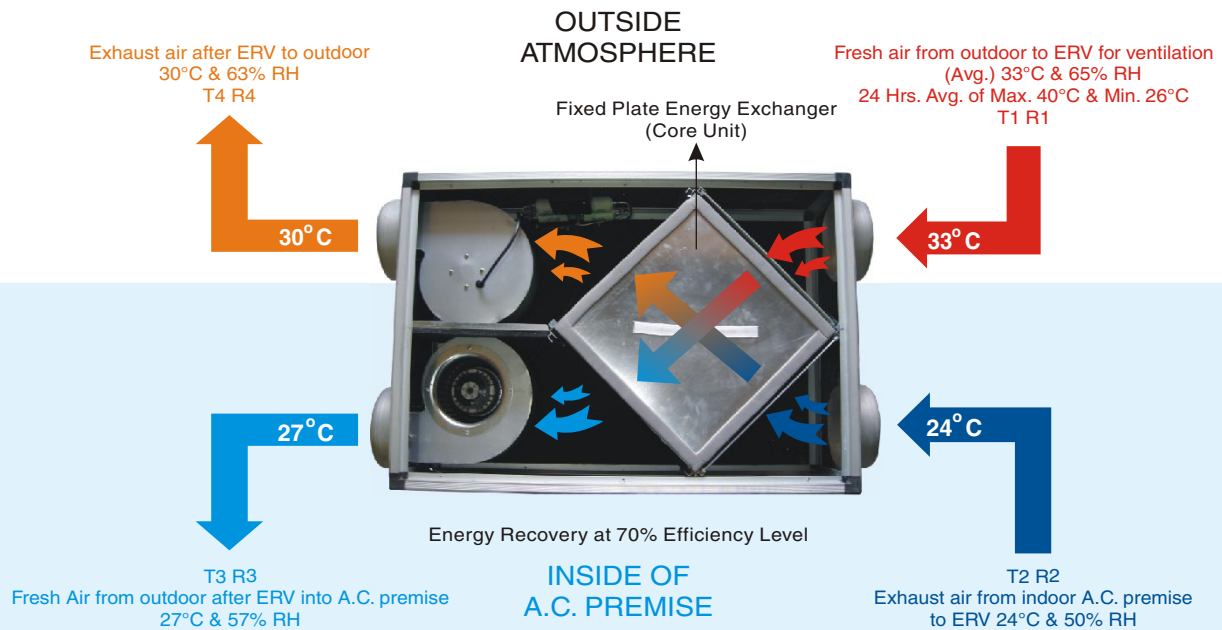 OUTSIDE
ATMOSPHERE
Exhaust air after ERV to outdoor
30°C & 63% RH
T4 R4
Fresh air from outdoor to ERV for ventilation
(Avg.) 33°C & 65% RH
24 Hrs. Avg. of Max. 40°C & Min. 26°C
T1 R1
Fixed Plate Energy Exchanger
(Core Unit)
30°C
33°C
27°C
24°C
Energy Recovery at 70% Efficiency Level
INSIDE OF
A.C. PREMISE
T3 R3
Fresh Air from outdoor after ERV into A.C. premise
27°C & 57% RH
T2 R2
Exhaust air from indoor A.C. premise
to ERV 24°C & 50% RH